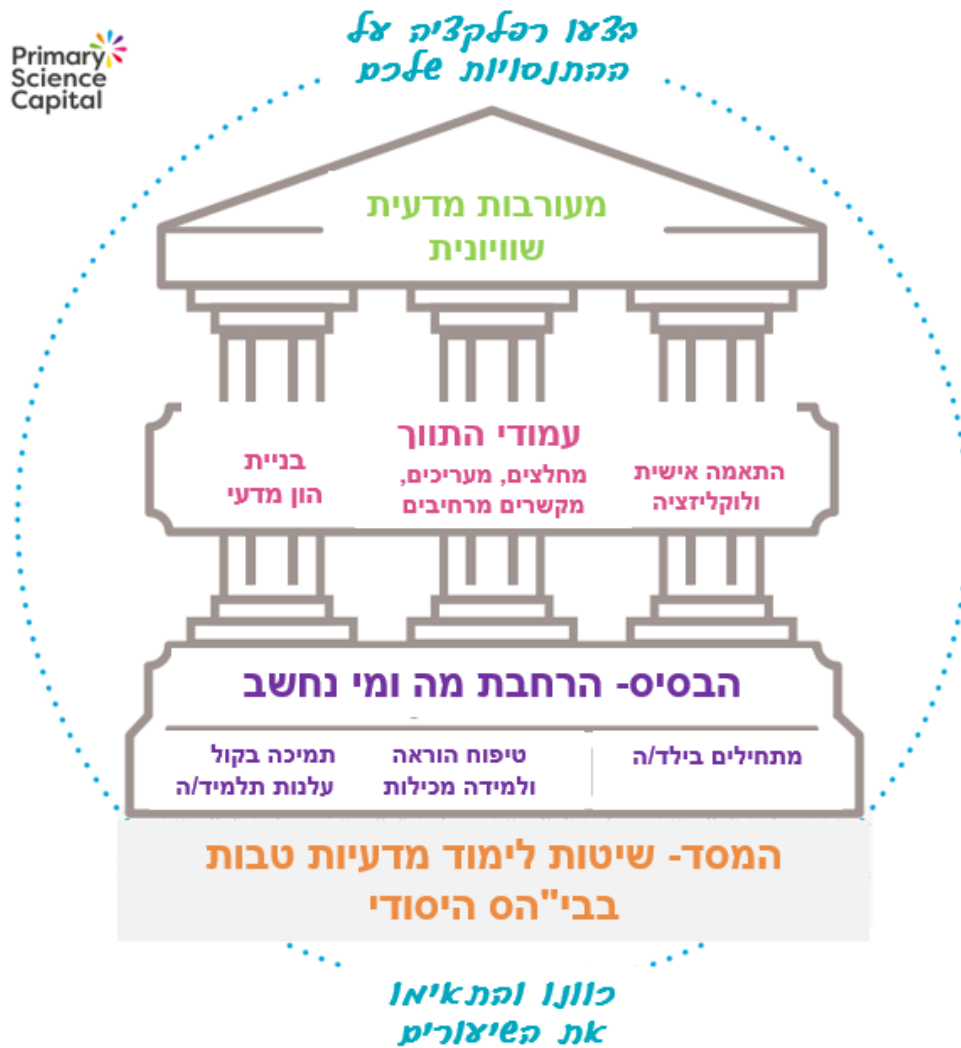 Primary
Science
Capital
בצעו רפלקציה על
ההתנסויות שלכם
מעורבות מדעית
שוויונית
עמודי התווך
התאמה אישית
ולוקליזציה
מחלצים, מעריכים,
מקשרים מרחיבים
בניית
הון מדעי
הבסיס- הרחבת מה ומי נחשב
מתחילים בילד/ה
טיפוח הוראה
ולמידה מכילות
תמיכה בקול
עלנות תלמיד/ה
המסד- שיטות לימוד מדעיות טבות
בבי"הס היסודי
כוונו והתאימו
את השיעורים